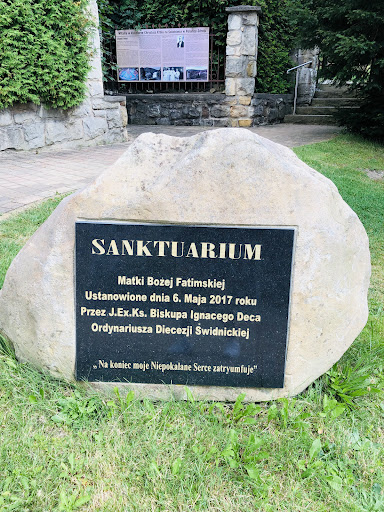 SANKTUARIUM
Matki Bożej Fatimskiej
Ustanowione dnia 6. Maja 2017 roku
Przez J.Ex.Ks. Biskupa Ignacego Deca
Ordynariusza Diecezji Świdnickiej
„Na koniec moje Niepokalane Serce zatryumfuje"